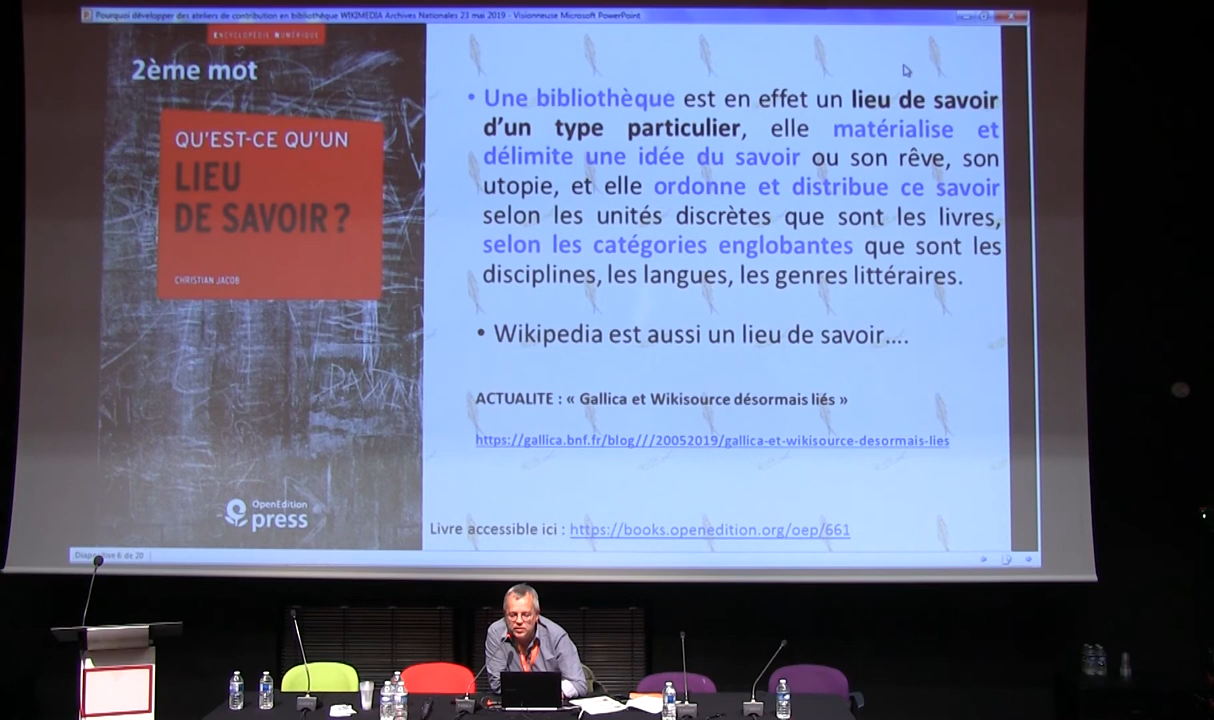 Pourquoi développer des ateliers de contribution en bibliothèque WIKIMEDIA Archives Nationales 23 mai 2019 - Visionneuse Microsoft PowerPoint
ENCYCLOPÉDIE NUMÉRIQUE
2ème mot
QU'EST-CE QU'UN
LIEU
DE SAVOIR ?
CHRISTIAN JACOB
OpenEdition
press
• Une bibliothèque est en effet un lieu de savoir
d'un type particulier, elle matérialise et
délimite une idée du savoir ou son rêve, son
utopie, et elle ordonne et distribue ce savoir
selon les unités discrètes que sont les livres,
selon les catégories englobantes que sont les
disciplines, les langues, les genres littéraires.
• Wikipedia est aussi un lieu de savoir....
ACTUALITE : « Gallica et Wikisource désormais liés »
https://gallica.bnf.fr/blog///20052019/gallica-et-wikisource-desormais-lies
Livre accessible ici : https://books.openedition.org/oep/661
Diapositive 6 de 20